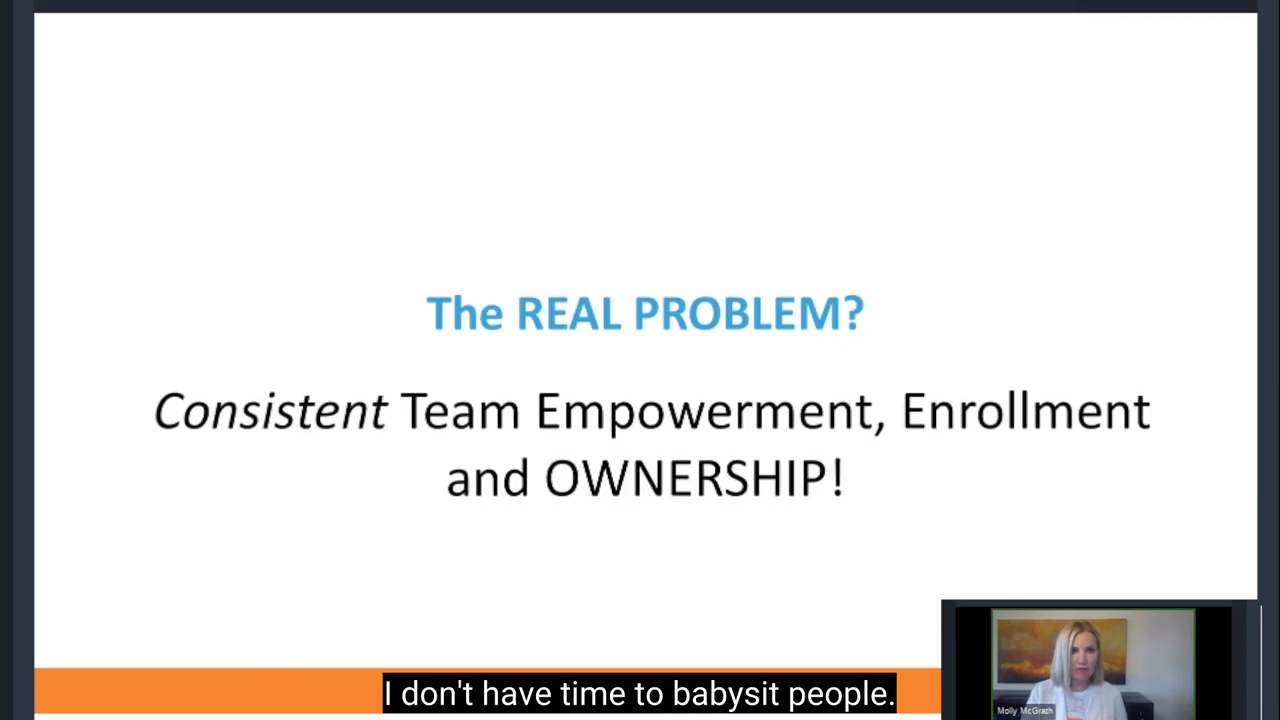 The REAL PROBLEM?
Consistent Team Empowerment, Enrollment
and OWNERSHIP!
I don't have time to babysit people.
Molly McGrath